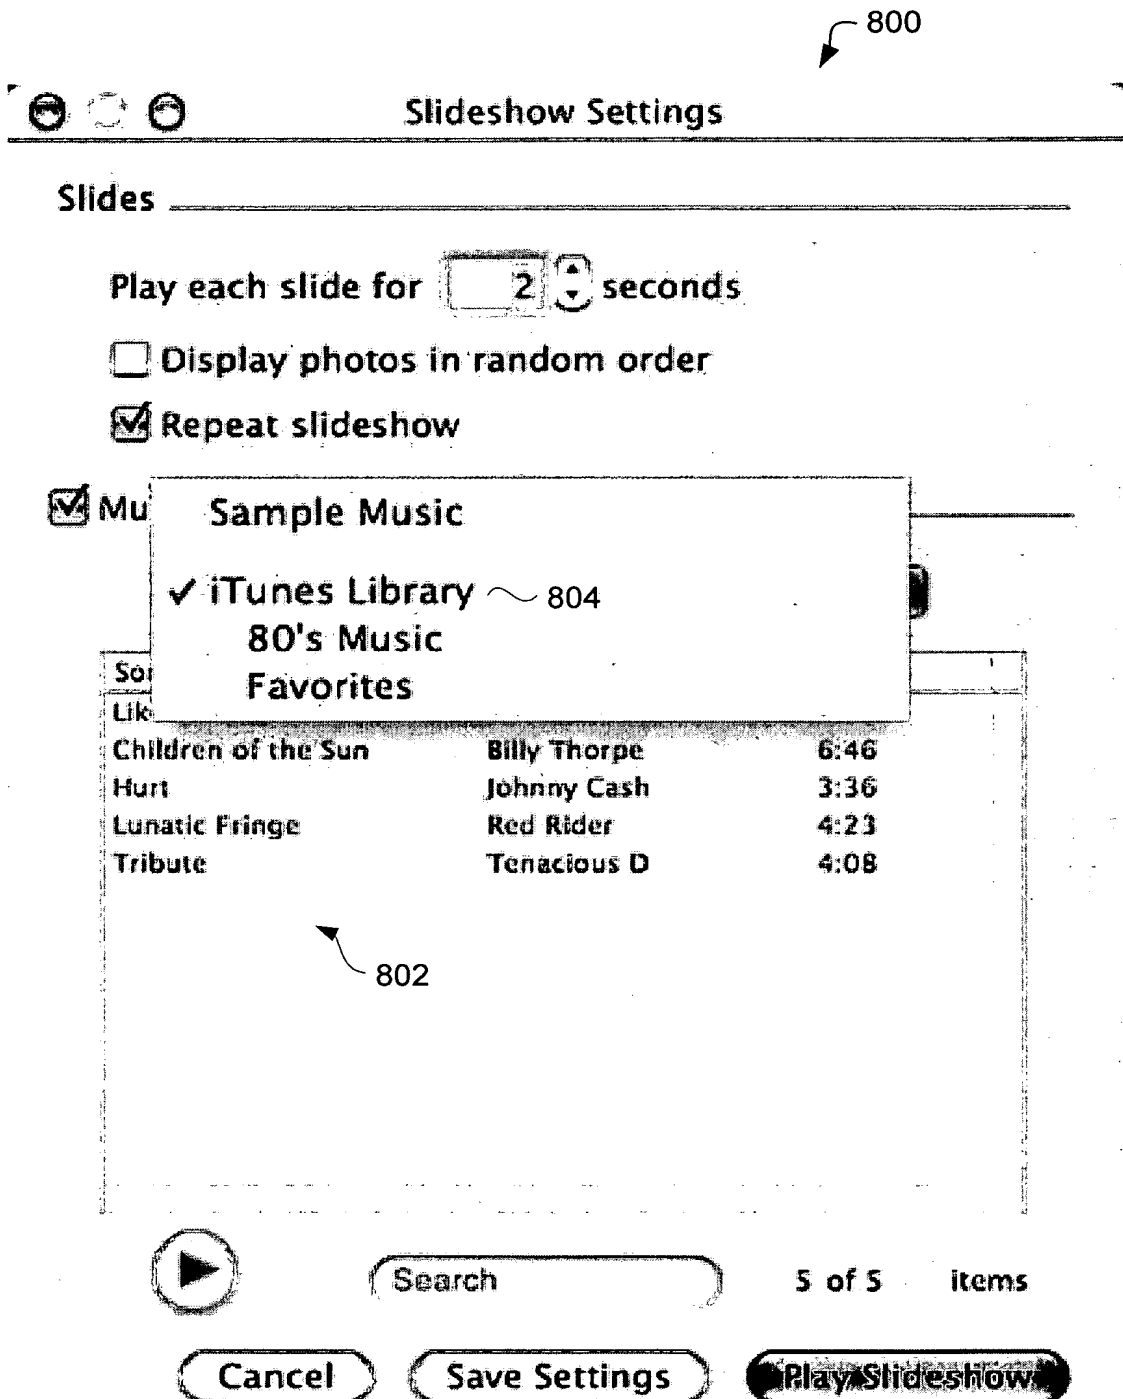 800
Slideshow Settings
Slides
Play each slide for 2 seconds
Display photos in random order
Repeat slideshow
Mu
Sample Music
iTunes Library 804
80's Music
Favorites
So
Lik
Children of the Sun Billy Thorpe 6:46
Hurt Johnny Cash 3:36
Lunatic Fringe Red Rider 4:23
Tribute Tenacious D 4:08
802
Search 5 of 5 items
Cancel Save Settings Play Slideshow